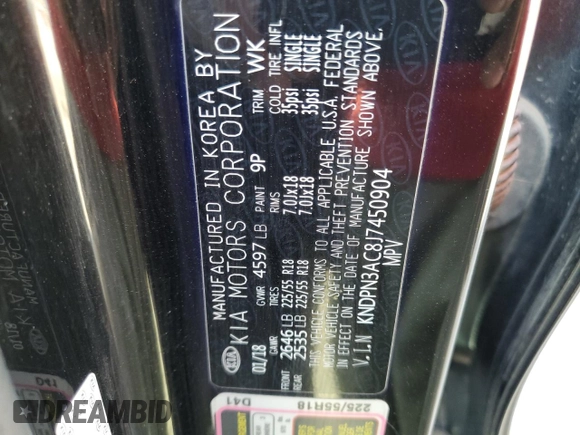 MANUFACTURED IN KOREA BY
KIA KIA MOTORS CORPORATION
01/18 GVWR 4597 LB PAINT 9P TRIM WK
GAWR RIMS COLD TIRE INFL
FRONT 2646 LB 225/55 R18 7.0Jx18 35psi SINGLE
REAR 2535 LB 225/55 R18 7.0Jx18 35psi SINGLE
THIS VEHICLE CONFORMS TO ALL APPLICABLE U.S.A. FEDERAL
MOTOR VEHICLE SAFETY AND THEFT PREVENTION STANDARDS
IN EFFECT ON THE DATE OF MANUFACTURE SHOWN ABOVE.
V.I.N KNDPN3AC8J7450904
MPV
D41
225/55R18
D41
AUTOBIDMASTER